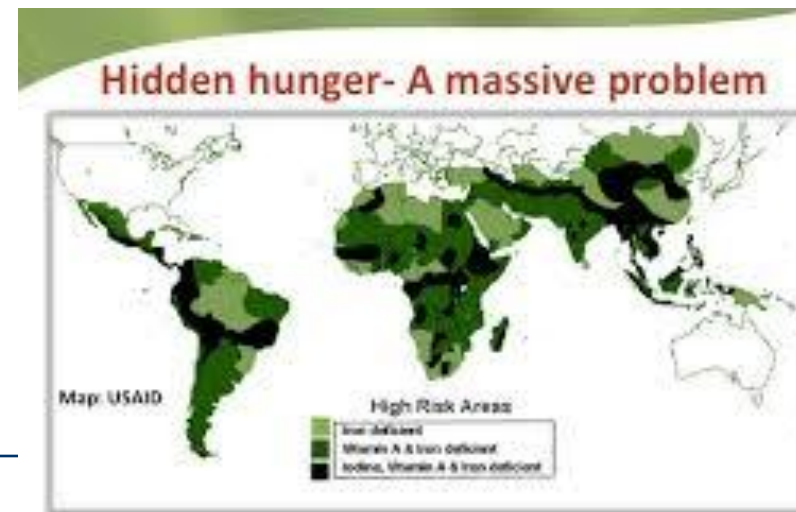 Hidden hunger- A massive problem
Map: USAID
High Risk Areas
Iron deficient
Vitamin A & Iron deficient
Iodine, Vitamin A & Iron deficient